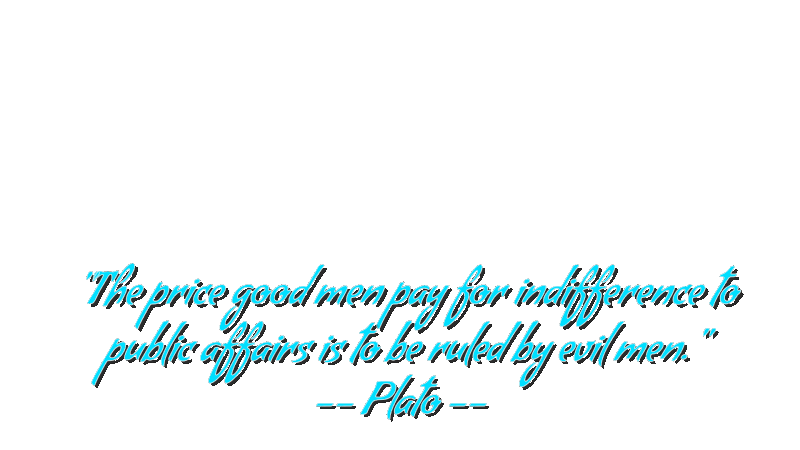 "The price good men pay for indifference to
public affairs is to be ruled by evil men. "
-- Plato --